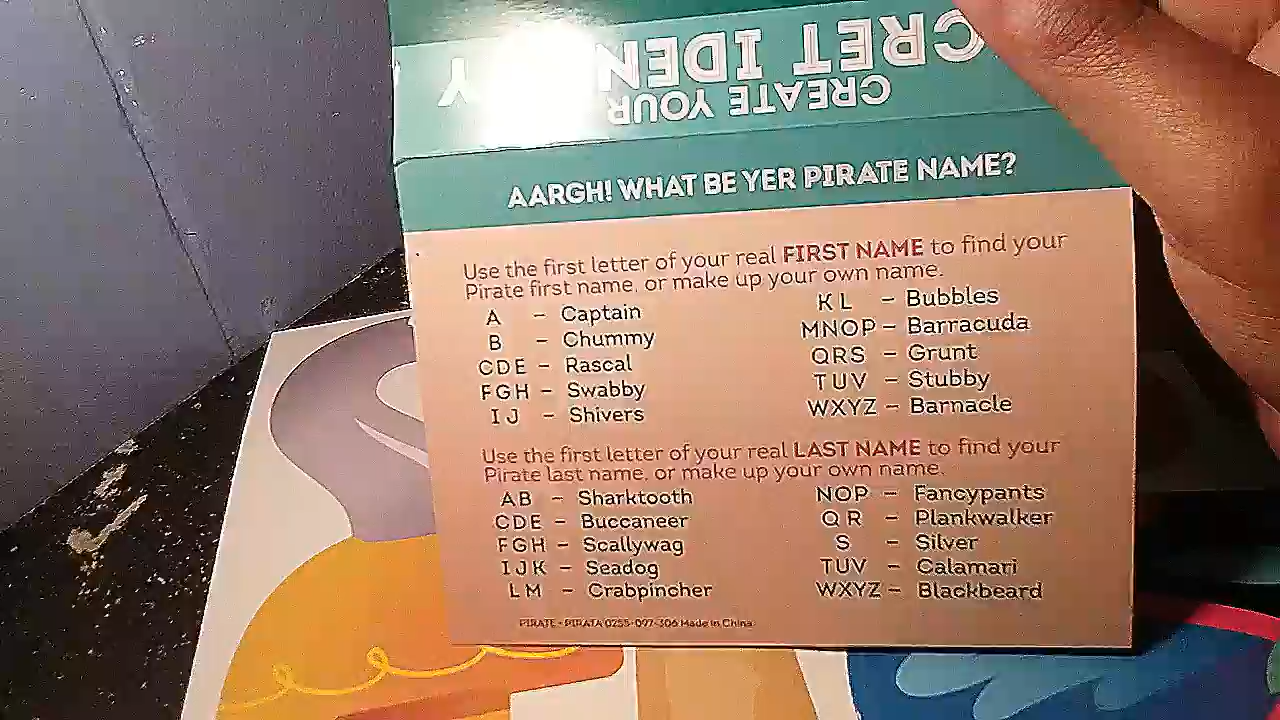 CREATE YOUR
CRET IDEN Y
AARGH! WHAT BE YER PIRATE NAME?
Use the first letter of your real FIRST NAME to find your
Pirate first name, or make up your own name.
A – Captain
B – Chummy
CDE – Rascal
FGH – Swabby
IJ – Shivers
KL – Bubbles
MNOP – Barracuda
QRS – Grunt
TUV – Stubby
WXYZ – Barnacle
Use the first letter of your real LAST NAME to find your
Pirate last name, or make up your own name.
AB – Sharktooth
CDE – Buccaneer
FGH – Scallywag
IJK – Seadog
LM – Crabpincher
NOP – Fancypants
QR – Plankwalker
S – Silver
TUV – Calamari
WXYZ – Blackbeard
PIRATE - PIRATA 0255-097-306 Made in China